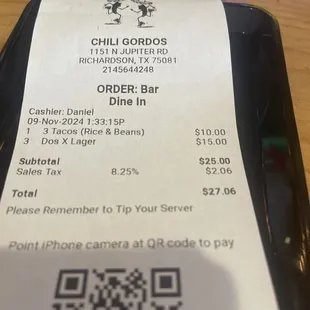 CHILI GORDOS
1151 N JUPITER RD
RICHARDSON, TX 75081
2145644248
ORDER: Bar
Dine In
Cashier: Daniel
09-Nov-2024 1:33:15P
1 3 Tacos (Rice & Beans) $10.00
3 Dos X Lager $15.00
Subtotal $25.00
Sales Tax 8.25% $2.06
Total $27.06
Please Remember to Tip Your Server
Point iPhone camera at QR code to pay